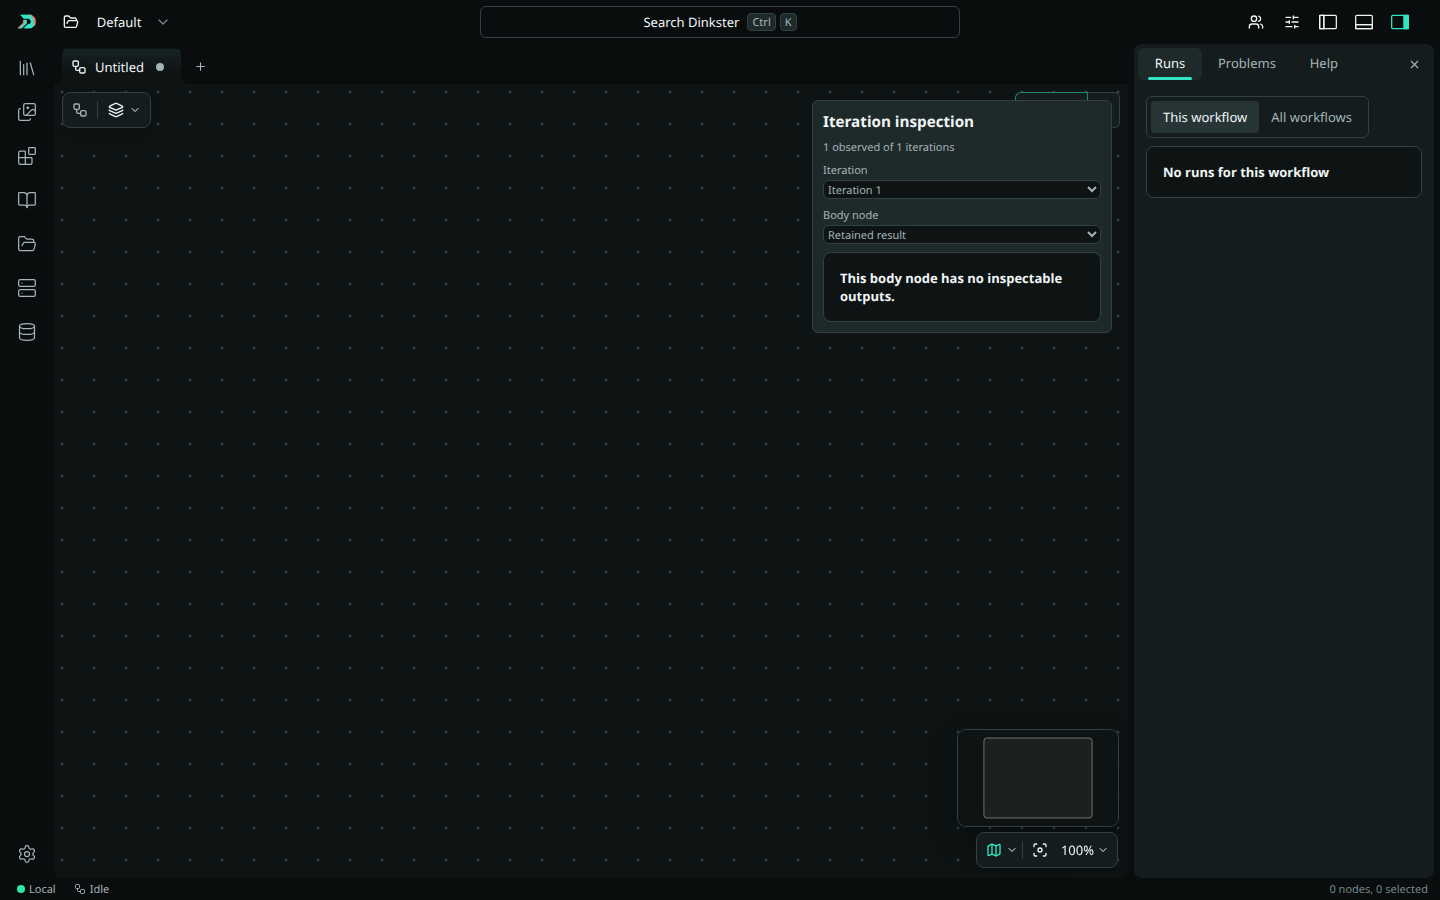 Default
Search Dinkster Ctrl K
Untitled
Runs Problems Help
This workflow All workflows
No runs for this workflow
Iteration inspection
1 observed of 1 iterations
Iteration
Iteration 1
Body node
Retained result
This body node has no inspectable
outputs.
100%
Local Idle
0 nodes, 0 selected